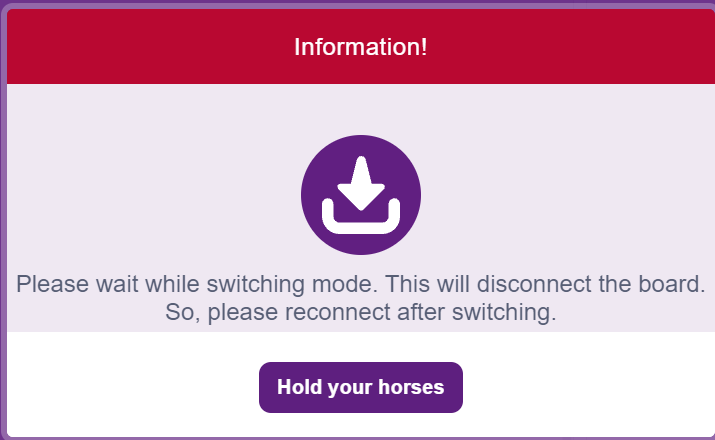 Information!
Please wait while switching mode. This will disconnect the board.
So, please reconnect after switching.
Hold your horses